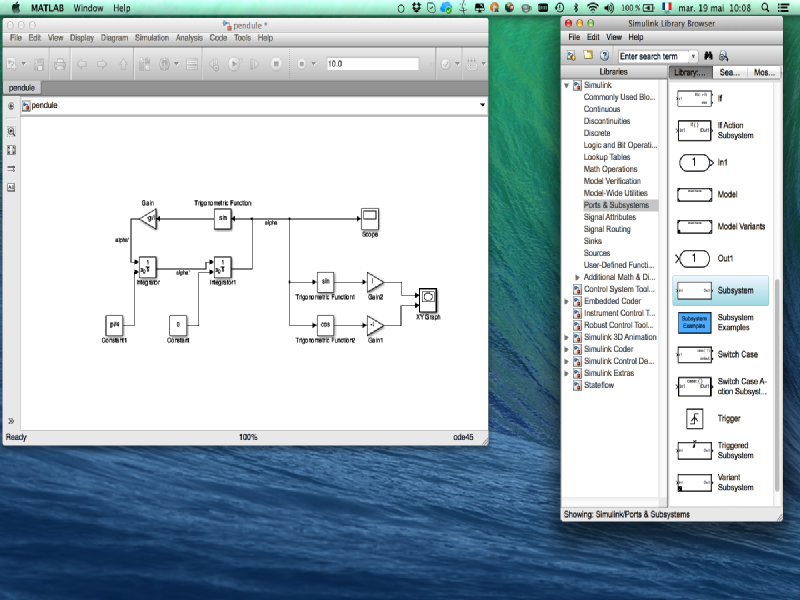 MATLAB Window Help 100 % mar. 19 mai 10:08
pendule *
File Edit View Display Diagram Simulation Analysis Code Tools Help
10.0
pendule
pendule
Gain
Trigonometric Function
sin
alpha
Scope
alpha''
Integrator
alpha'
Integrator1
sin
Trigonometric Function1
Gain2
XY Graph
pi/4
Constant1
0
Constant
cos
Trigonometric Function2
-l
Gain1
Ready 100% ode45
Simulink Library Browser
File Edit View Help
Enter search term
Libraries
Library:... Sea... Mos...
Simulink
Commonly Used Blo...
Continuous
Discontinuities
Discrete
Logic and Bit Operati...
Lookup Tables
Math Operations
Model Verification
Model-Wide Utilities
Ports & Subsystems
Signal Attributes
Signal Routing
Sinks
Sources
User-Defined Functi...
Additional Math & Di...
Control System Tool...
Embedded Coder
Instrument Control T...
Robust Control Tool...
Simulink 3D Animation
Simulink Coder
Simulink Control De...
Simulink Extras
Stateflow
If
If Action
Subsystem
1
In1
Model
Model Variants
1
Out1
Subsystem
Subsystem
Examples
Subsystem
Examples
Switch Case
Switch Case A-
ction Subsyst...
Trigger
Triggered
Subsystem
Variant
Subsystem
Showing: Simulink/Ports & Subsystems